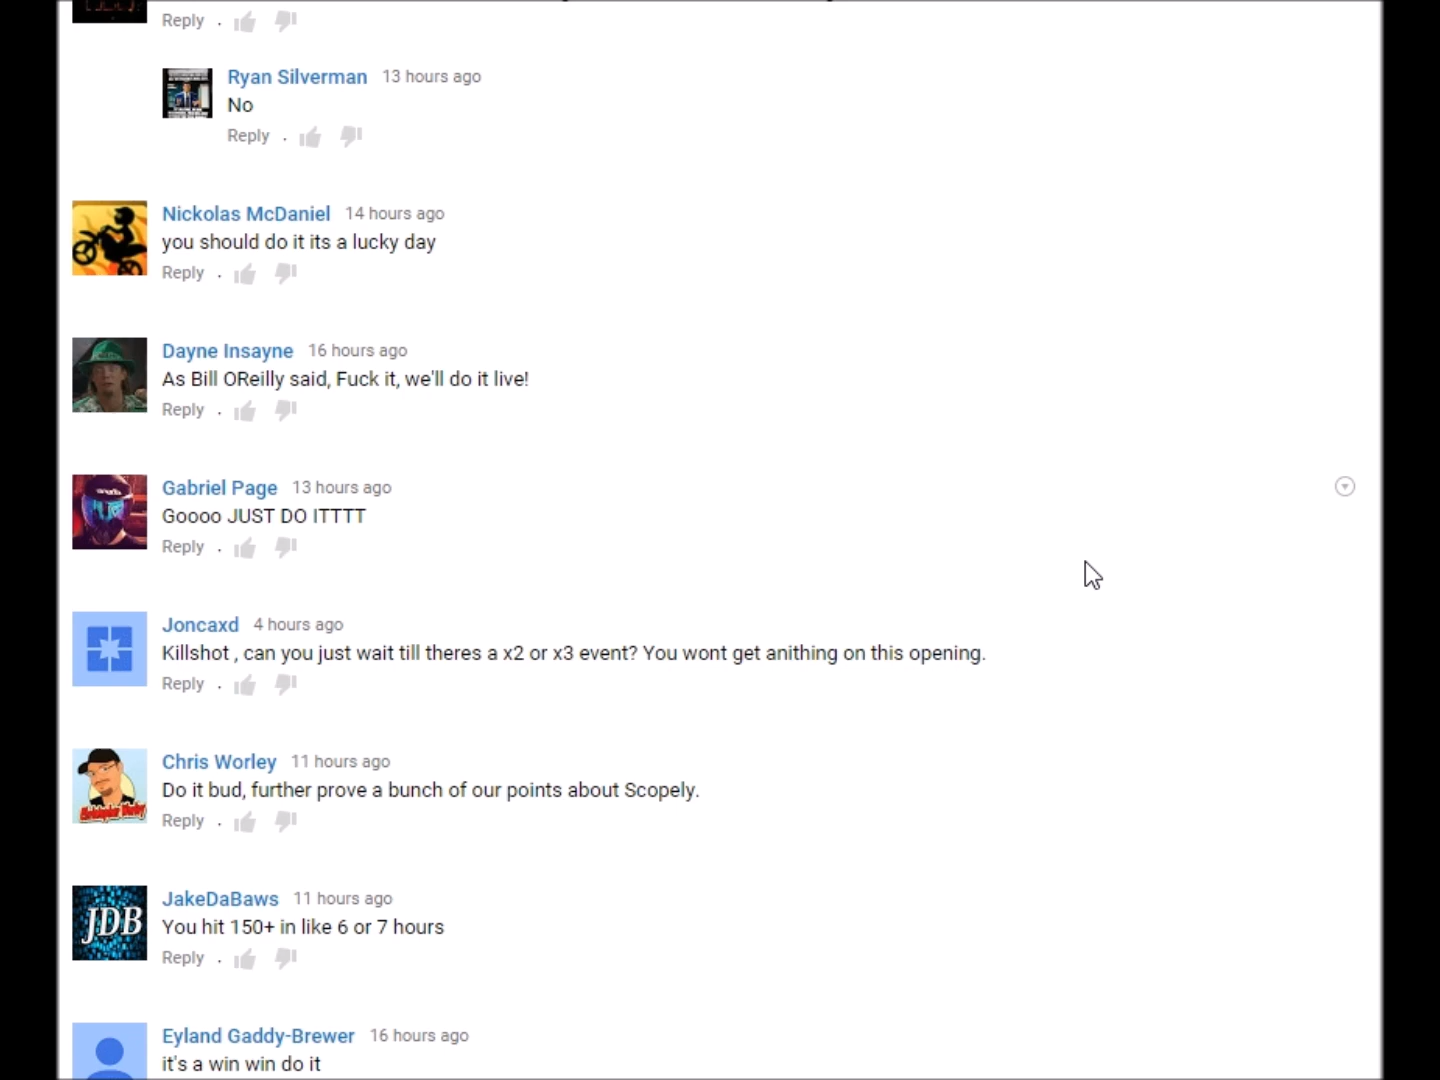 Reply .
Ryan Silverman 13 hours ago
No
Reply .
Nickolas McDaniel 14 hours ago
you should do it its a lucky day
Reply .
Dayne Insayne 16 hours ago
As Bill OReilly said, Fuck it, we'll do it live!
Reply .
Gabriel Page 13 hours ago
Goooo JUST DO ITTTT
Reply .
Joncaxd 4 hours ago
Killshot , can you just wait till theres a x2 or x3 event? You wont get anithing on this opening.
Reply .
Chris Worley 11 hours ago
Do it bud, further prove a bunch of our points about Scopely.
Reply .
JDB
JakeDaBaws 11 hours ago
You hit 150+ in like 6 or 7 hours
Reply .
Eyland Gaddy-Brewer 16 hours ago
it's a win win do it